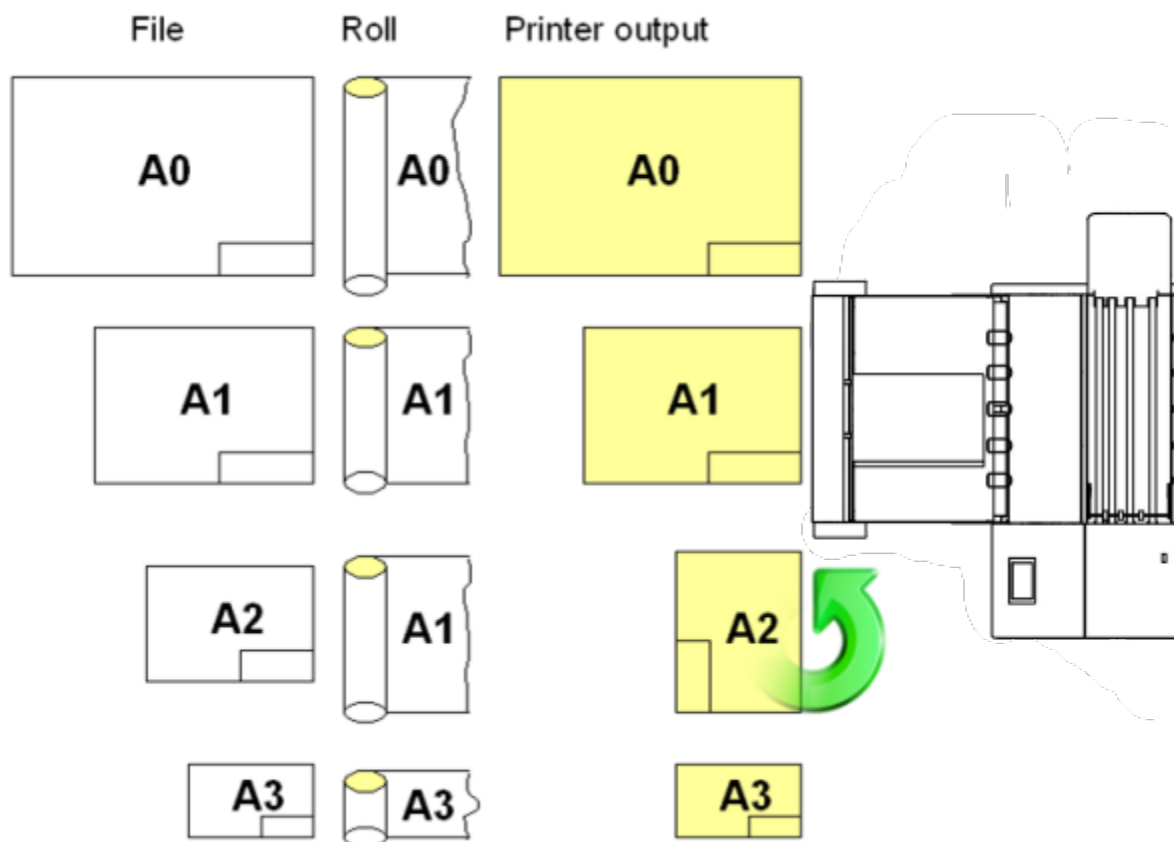 File Roll Printer output
A0 A0 A0
A1 A1 A1
A2 A1 A2
A3 A3 A3